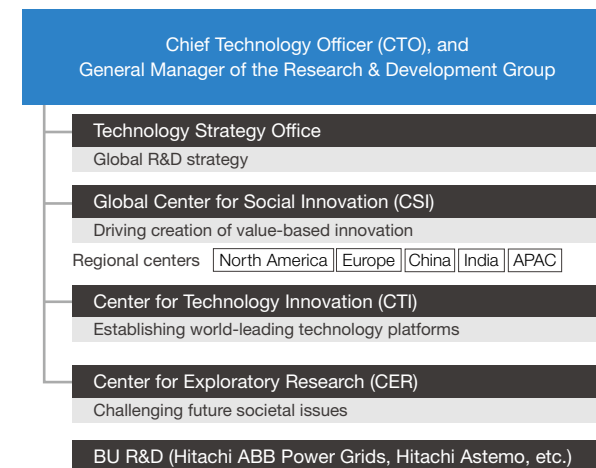 Chief Technology Officer (CTO), and
General Manager of the Research & Development Group
Technology Strategy Office
Global R&D strategy
Global Center for Social Innovation (CSI)
Driving creation of value-based innovation
Regional centers North America Europe China India APAC
Center for Technology Innovation (CTI)
Establishing world-leading technology platforms
Center for Exploratory Research (CER)
Challenging future societal issues
BU R&D (Hitachi ABB Power Grids, Hitachi Astemo, etc.)